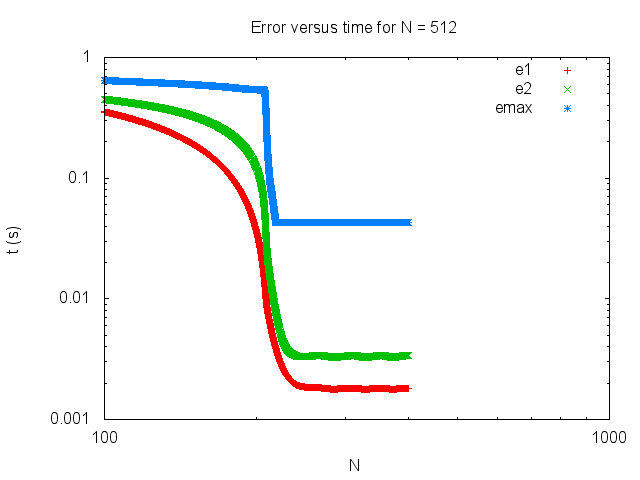 Error versus time for N = 512
1
e1
e2
emax
0.1
t (s)
0.01
0.001
100
1000
N